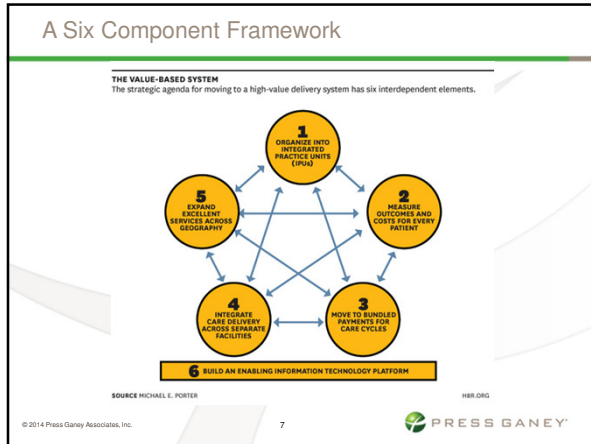 A Six Component Framework
THE VALUE-BASED SYSTEM
The strategic agenda for moving to a high-value delivery system has six interdependent elements.
1
ORGANIZE INTO
INTEGRATED
PRACTICE UNITS
(IPUs)
2
MEASURE
OUTCOMES AND
COSTS FOR EVERY
PATIENT
3
MOVE TO BUNDLED
PAYMENTS FOR
CARE CYCLES
4
INTEGRATE
CARE DELIVERY
ACROSS SEPARATE
FACILITIES
5
EXPAND
EXCELLENT
SERVICES ACROSS
GEOGRAPHY
6 BUILD AN ENABLING INFORMATION TECHNOLOGY PLATFORM
SOURCE MICHAEL E. PORTER
HBR.ORG
© 2014 Press Ganey Associates, Inc.
7
PRESS GANEY